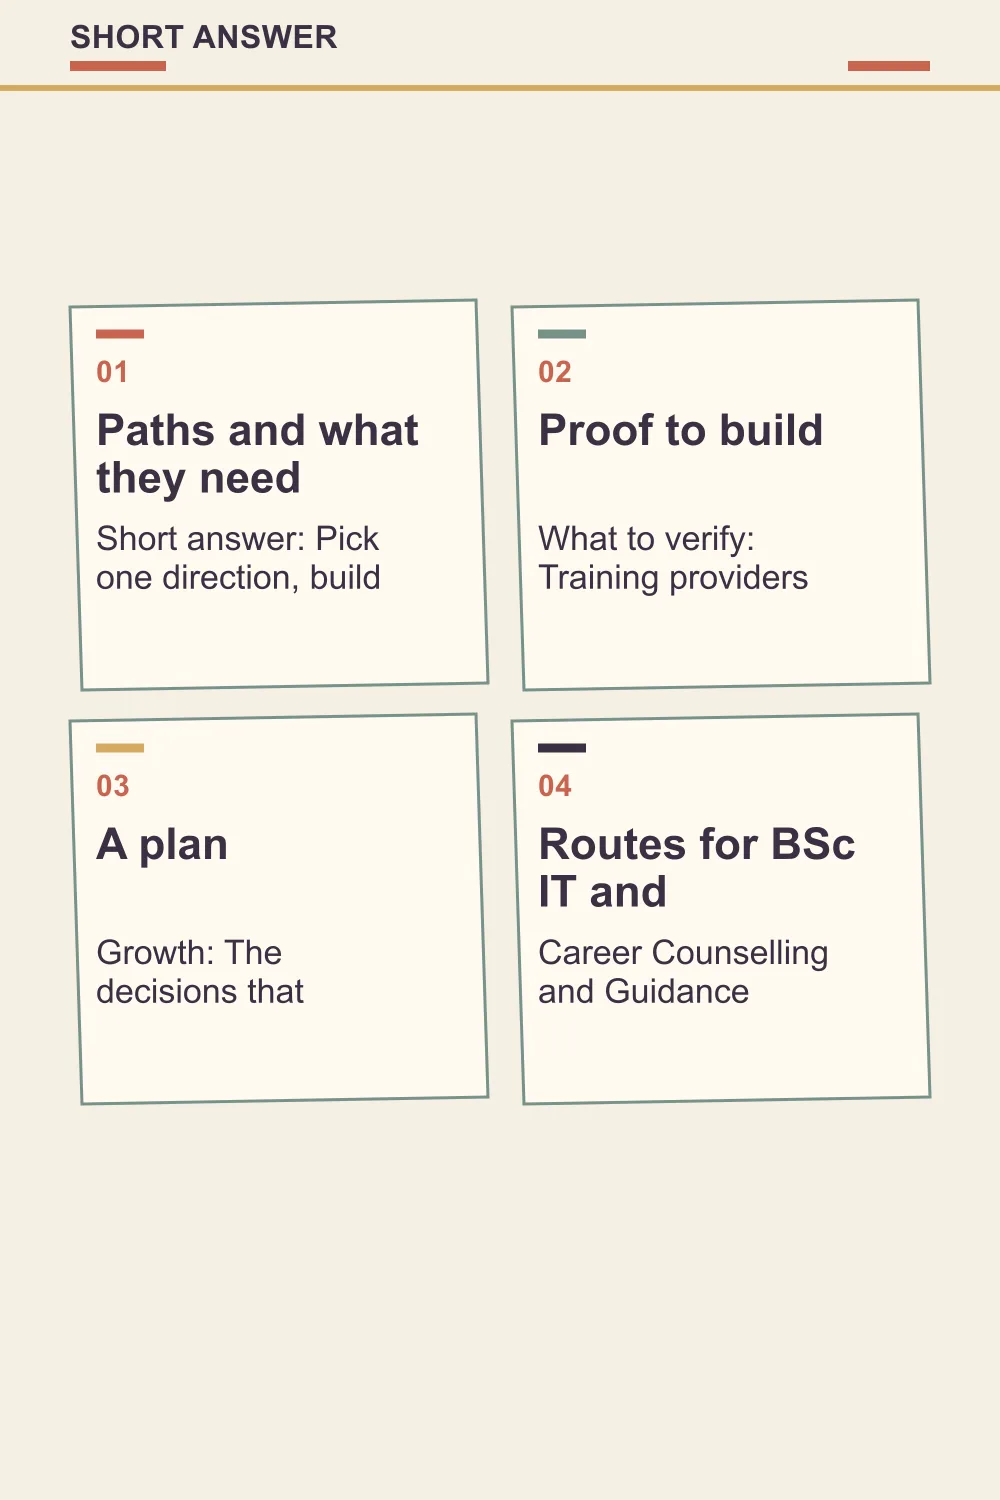 SHORT ANSWER
01
Paths and what
they need
Short answer: Pick
one direction, build
02
Proof to build
What to verify:
Training providers
03
A plan
Growth: The
decisions that
04
Routes for BSc
IT and
Career Counselling
and Guidance